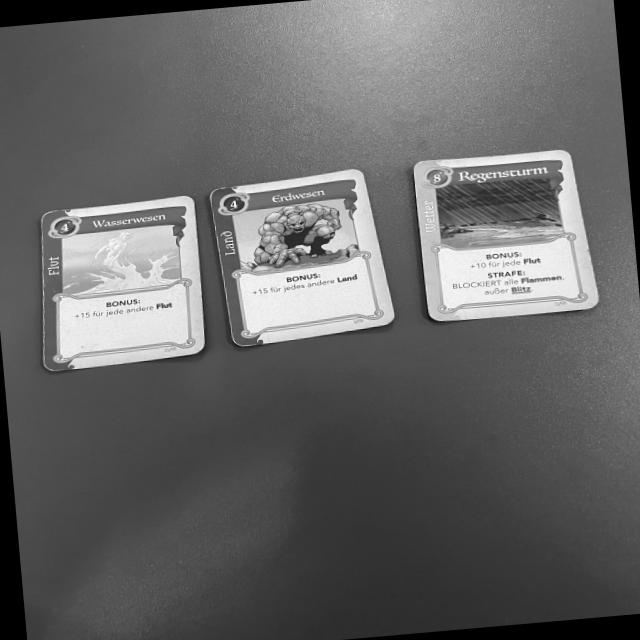 4 Wasserwesen
Flut
BONUS:
+15 für jede andere Flut
4 Erdwesen
Land
BONUS:
+15 für jedes andere Land
8 Regensturm
Wetter
BONUS:
+10 für jede Flut
STRAFE:
BLOCKIERT alle Flammen,
außer Blitz